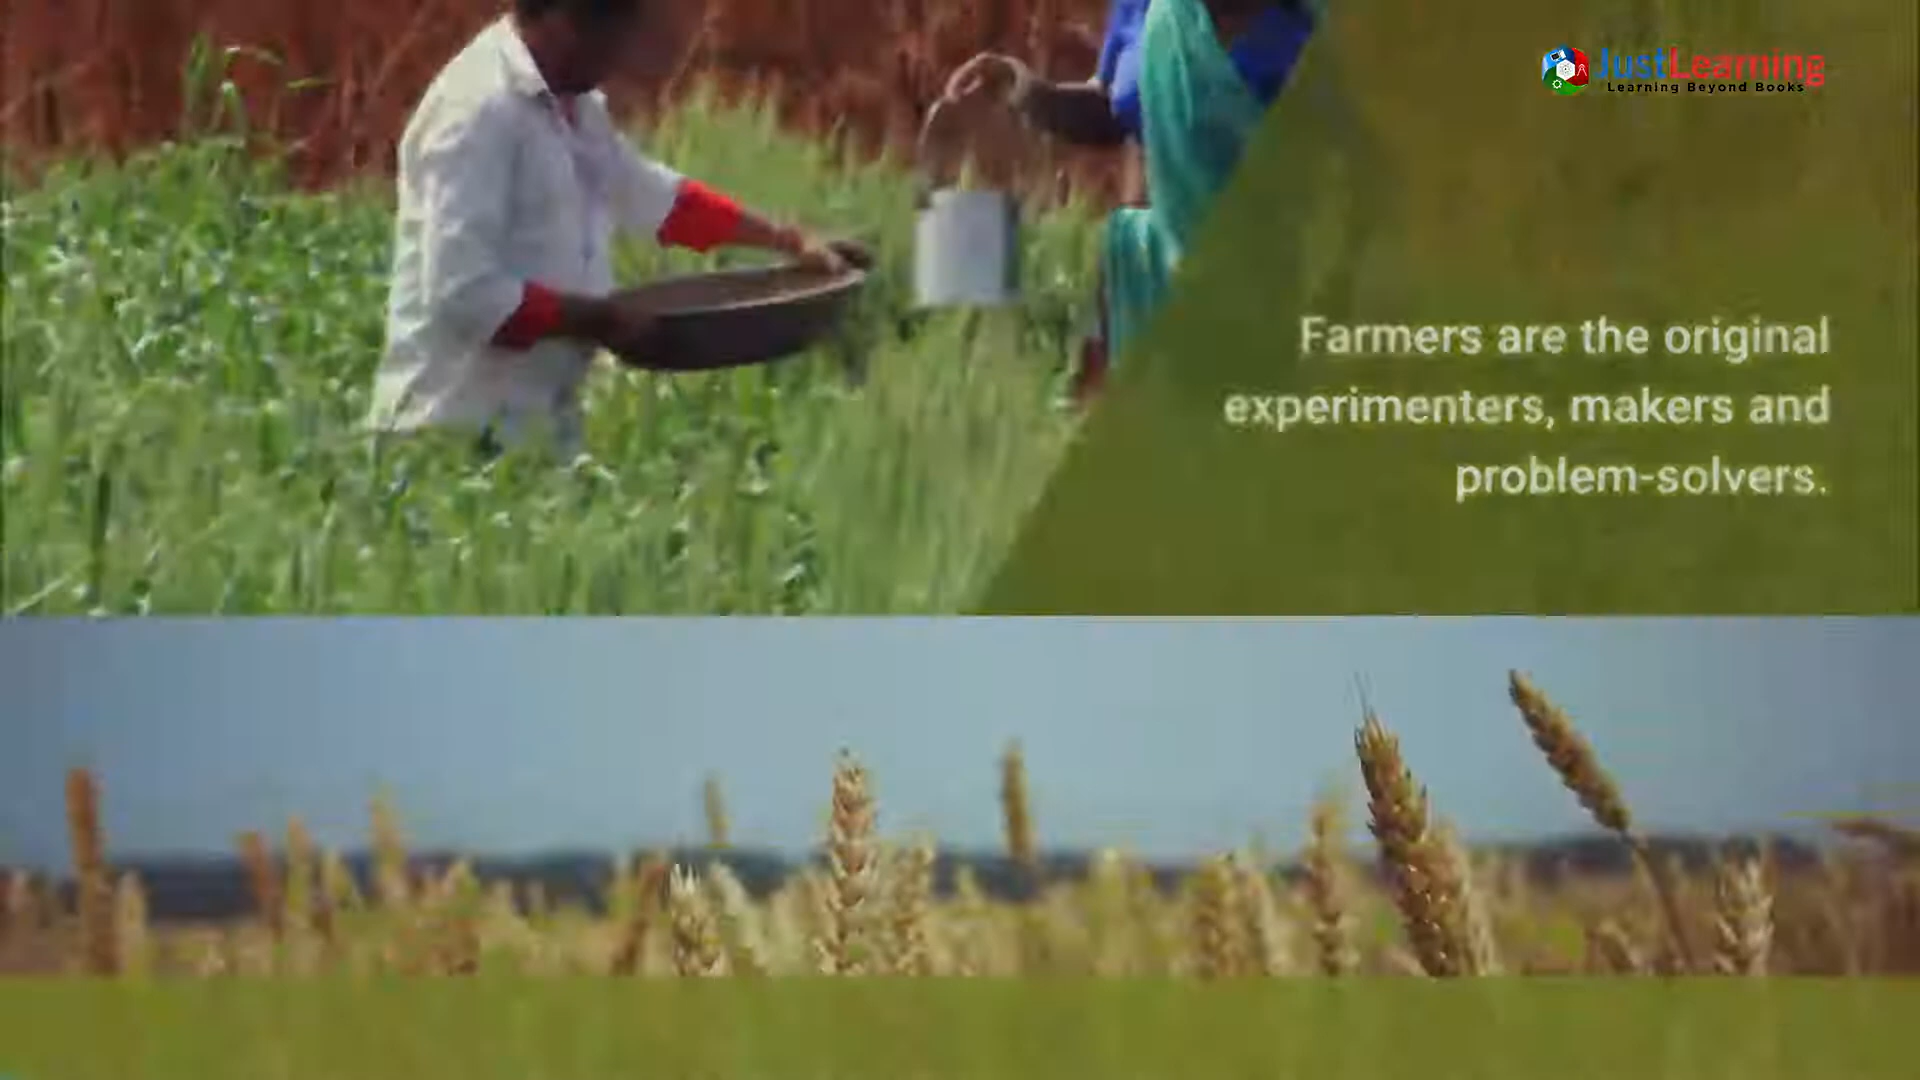 JustLearning
Learning Beyond Books
Farmers are the original
experimenters, makers and
problem-solvers.